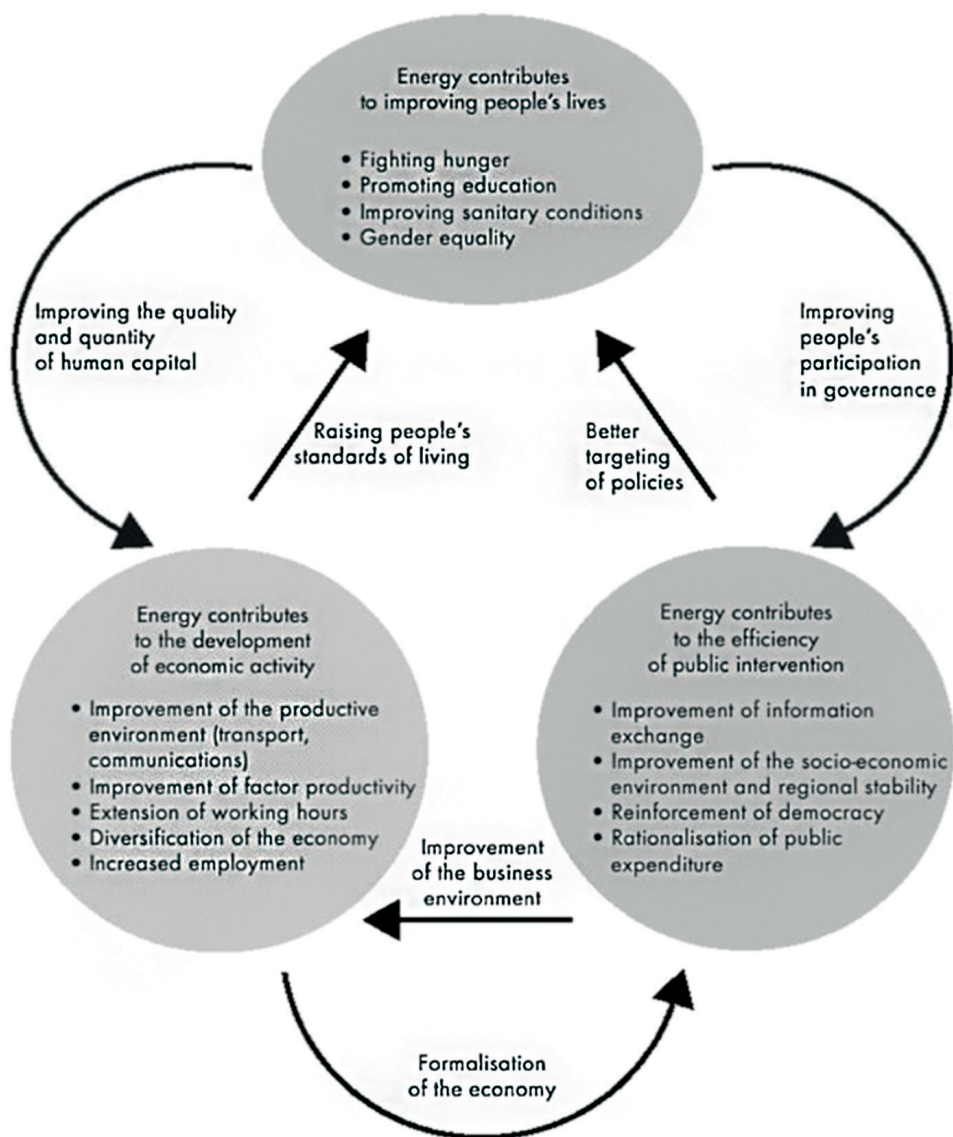 Energy contributes
to improving people's lives
• Fighting hunger
• Promoting education
• Improving sanitary conditions
• Gender equality
Improving the quality
and quantity
of human capital
Improving
people's
participation
in governance
Raising people's
standards of living
Better
targeting
of policies
Energy contributes
to the development
of economic activity
• Improvement of the productive
environment (transport,
communications)
• Improvement of factor productivity
• Extension of working hours
• Diversification of the economy
• Increased employment
Energy contributes
to the efficiency
of public intervention
• Improvement of information
exchange
• Improvement of the socio-economic
environment and regional stability
• Reinforcement of democracy
• Rationalisation of public
expenditure
Improvement
of the business
environment
Formalisation
of the economy